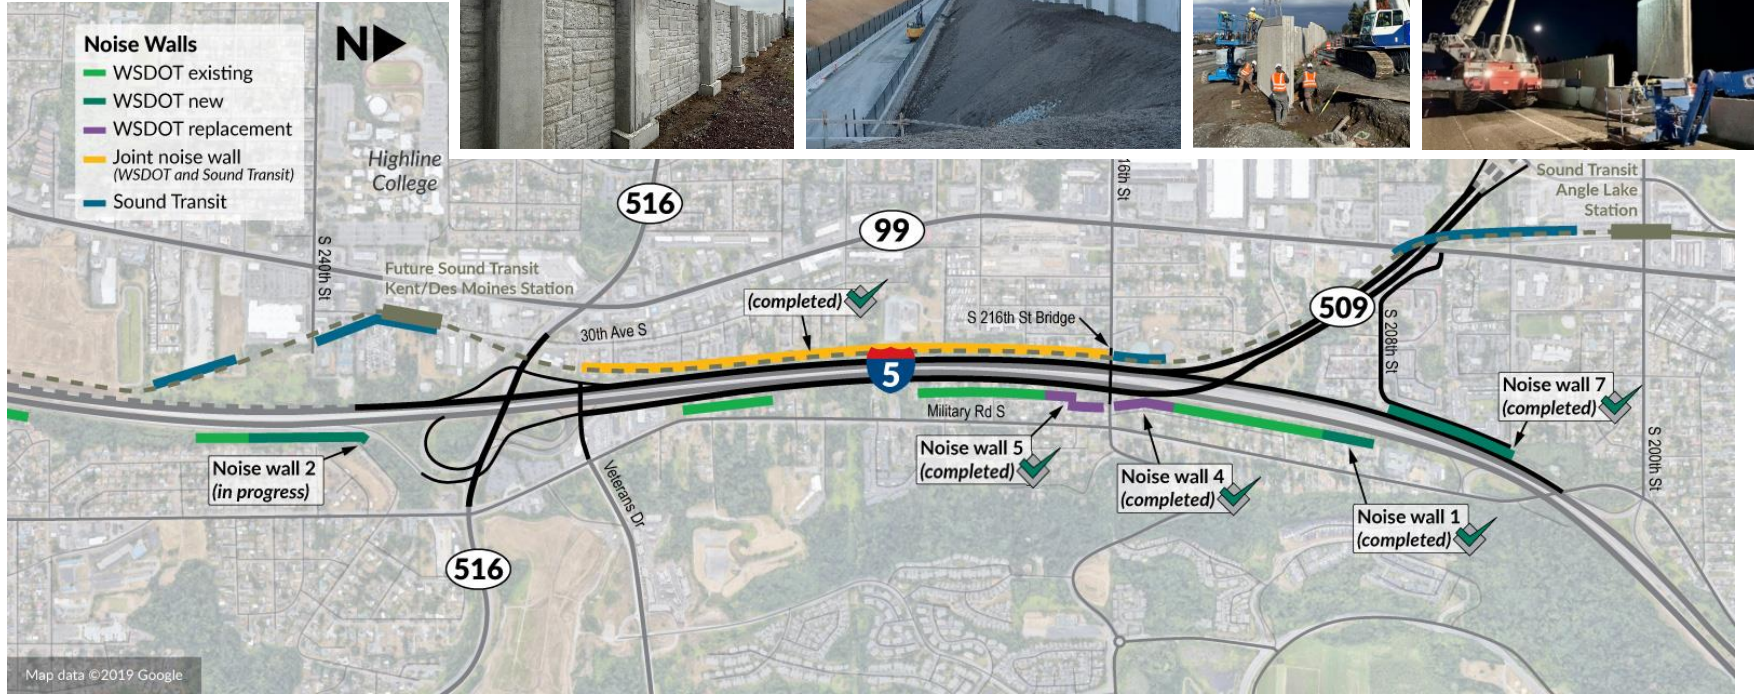 Noise Walls
WSDOT existing
WSDOT new
WSDOT replacement
Joint noise wall
(WSDOT and Sound Transit)
Sound Transit
N
Highline
College
516
99
16th St
Sound Transit
Angle Lake
Station
S 240th St
Future Sound Transit
Kent/Des Moines Station
30th Ave S
(completed)
S 216th St Bridge
509
S 208th St
5
Military Rd S
Noise wall 7
(completed)
Noise wall 2
(in progress)
Noise wall 5
(completed)
Noise wall 4
(completed)
Noise wall 1
(completed)
S 200th St
Veterans Dr
516
Map data ©2019 Google